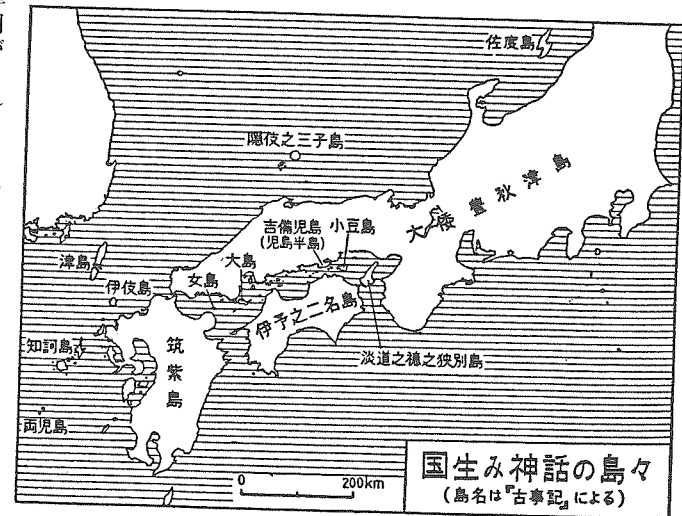 佐度島
隠伎之三子島
大倭豊秋津島
吉備児島
(児島半島)
小豆島
津島
大島
伊伎島
女島
伊予之二名島
知訶島
筑紫島
淡道之穂之狭別島
両児島
0 200km
国生み神話の島々
(島名は『古事記』による)